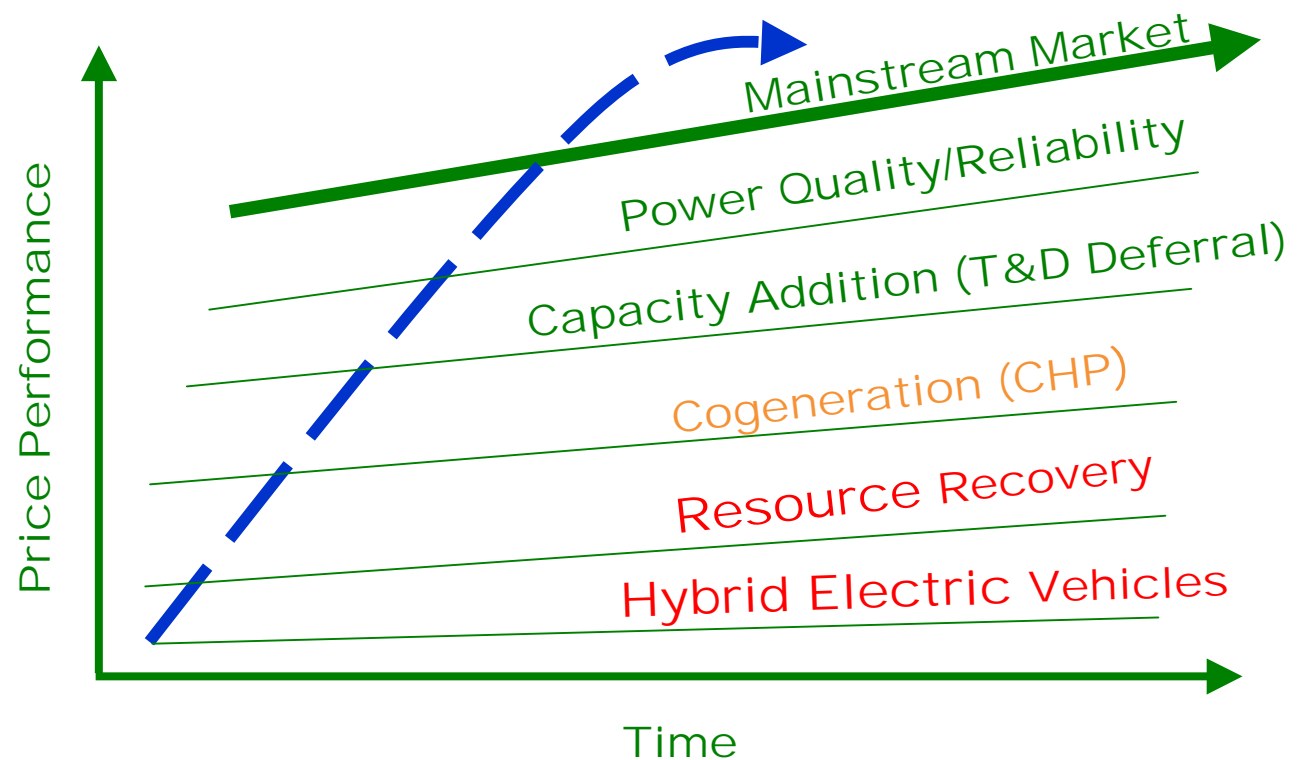 Mainstream Market
Power Quality/Reliability
Capacity Addition (T&D Deferral)
Cogeneration (CHP)
Resource Recovery
Hybrid Electric Vehicles
Price Performance
Time